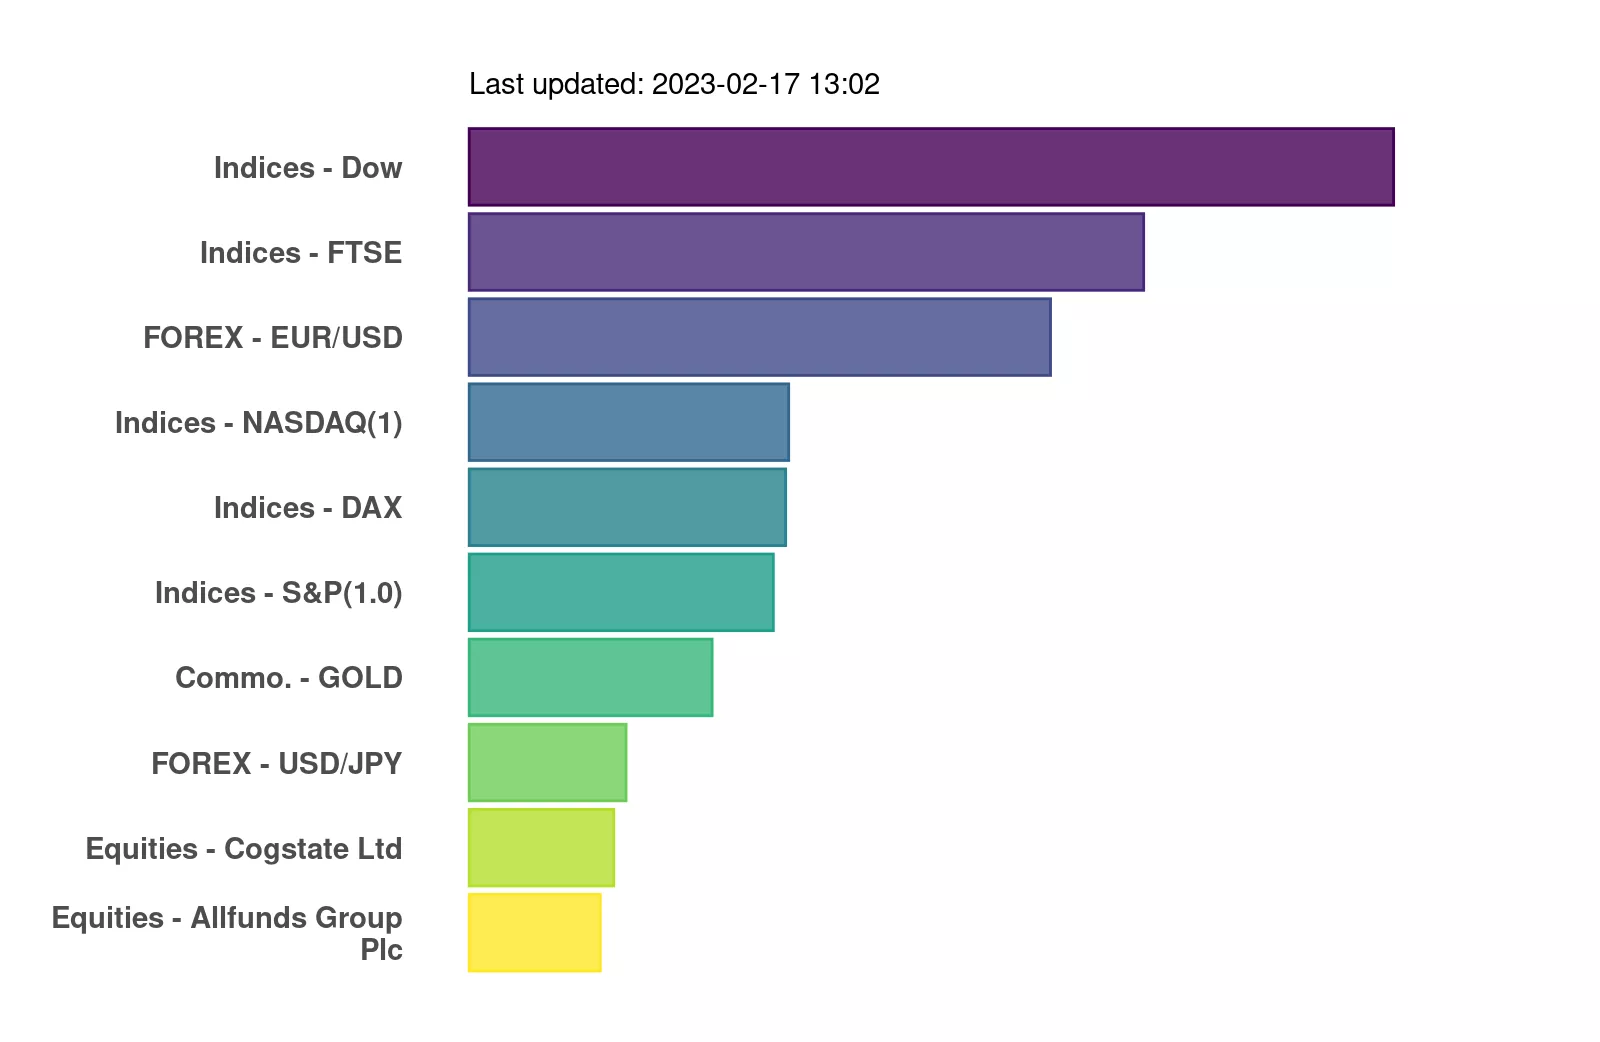 Last updated: 2023-02-17 13:02
Indices - Dow
Indices - FTSE
FOREX - EUR/USD
Indices - NASDAQ(1)
Indices - DAX
Indices - S&P(1.0)
Commo. - GOLD
FOREX - USD/JPY
Equities - Cogstate Ltd
Equities - Allfunds Group
Plc